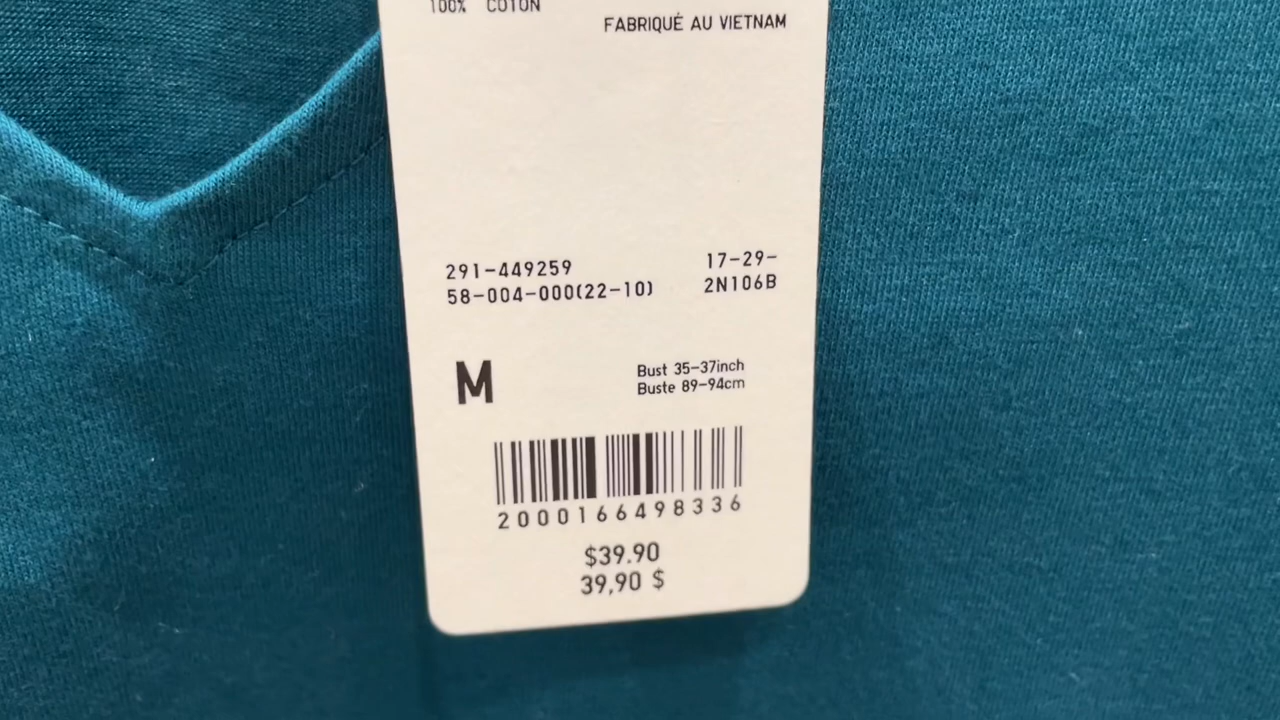 100% COTON
FABRIQUÉ AU VIETNAM
291-449259
17-29-
58-004-000(22-10)
2N106B
M
Bust 35-37inch
Buste 89-94cm
2000166498336
$39.90
39,90 $